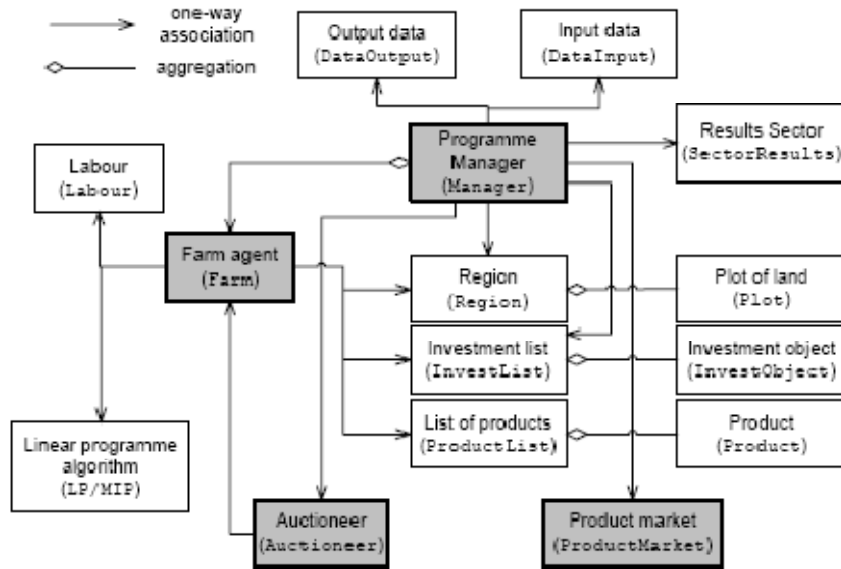 one-way
association
aggregation
Output data
(DataOutput)
Input data
(DataInput)
Programme
Manager
(Manager)
Results Sector
(SectorResults)
Labour
(Labour)
Farm agent
(Farm)
Region
(Region)
Plot of land
(Plot)
Investment list
(InvestList)
Investment object
(InvestObject)
List of products
(ProductList)
Product
(Product)
Linear programme
algorithm
(LP/MIP)
Auctioneer
(Auctioneer)
Product market
(ProductMarket)